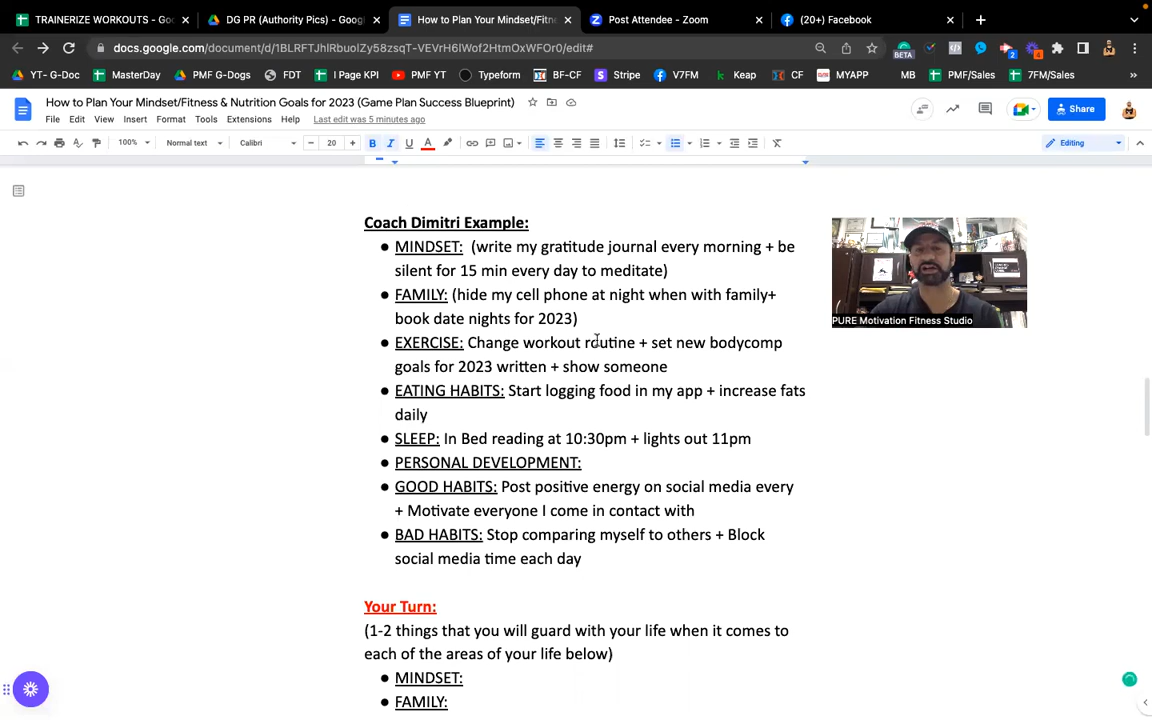 TRAINERIZE WORKOUTS - Goo
DG PR (Authority Pics) - Googl
How to Plan Your Mindset/Fitne
Post Attendee - Zoom
(20+) Facebook
docs.google.com/document/d/1BLRFTJhlRbuolZy58zsqT-VEVrH6lWof2HtmOxWFOr0/edit#
BETA
YT- G-Doc
MasterDay
PMF G-Dogs
FDT
I Page KPI
PMF YT
Typeform
BF-CF
Stripe
V7FM
Keap
CF
MYAPP
MB
PMF/Sales
7FM/Sales
How to Plan Your Mindset/Fitness & Nutrition Goals for 2023 (Game Plan Success Blueprint)
File Edit View Insert Format Tools Extensions Help Last edit was 5 minutes ago
Share
100% Normal text Calibri 20 Editing
Coach Dimitri Example:
● MINDSET: (write my gratitude journal every morning + be
silent for 15 min every day to meditate)
● FAMILY: (hide my cell phone at night when with family+
book date nights for 2023)
● EXERCISE: Change workout routine + set new bodycomp
goals for 2023 written + show someone
● EATING HABITS: Start logging food in my app + increase fats
daily
● SLEEP: In Bed reading at 10:30pm + lights out 11pm
● PERSONAL DEVELOPMENT:
● GOOD HABITS: Post positive energy on social media every
+ Motivate everyone I come in contact with
● BAD HABITS: Stop comparing myself to others + Block
social media time each day
PURE Motivation Fitness Studio
Your Turn:
(1-2 things that you will guard with your life when it comes to
each of the areas of your life below)
● MINDSET:
● FAMILY: